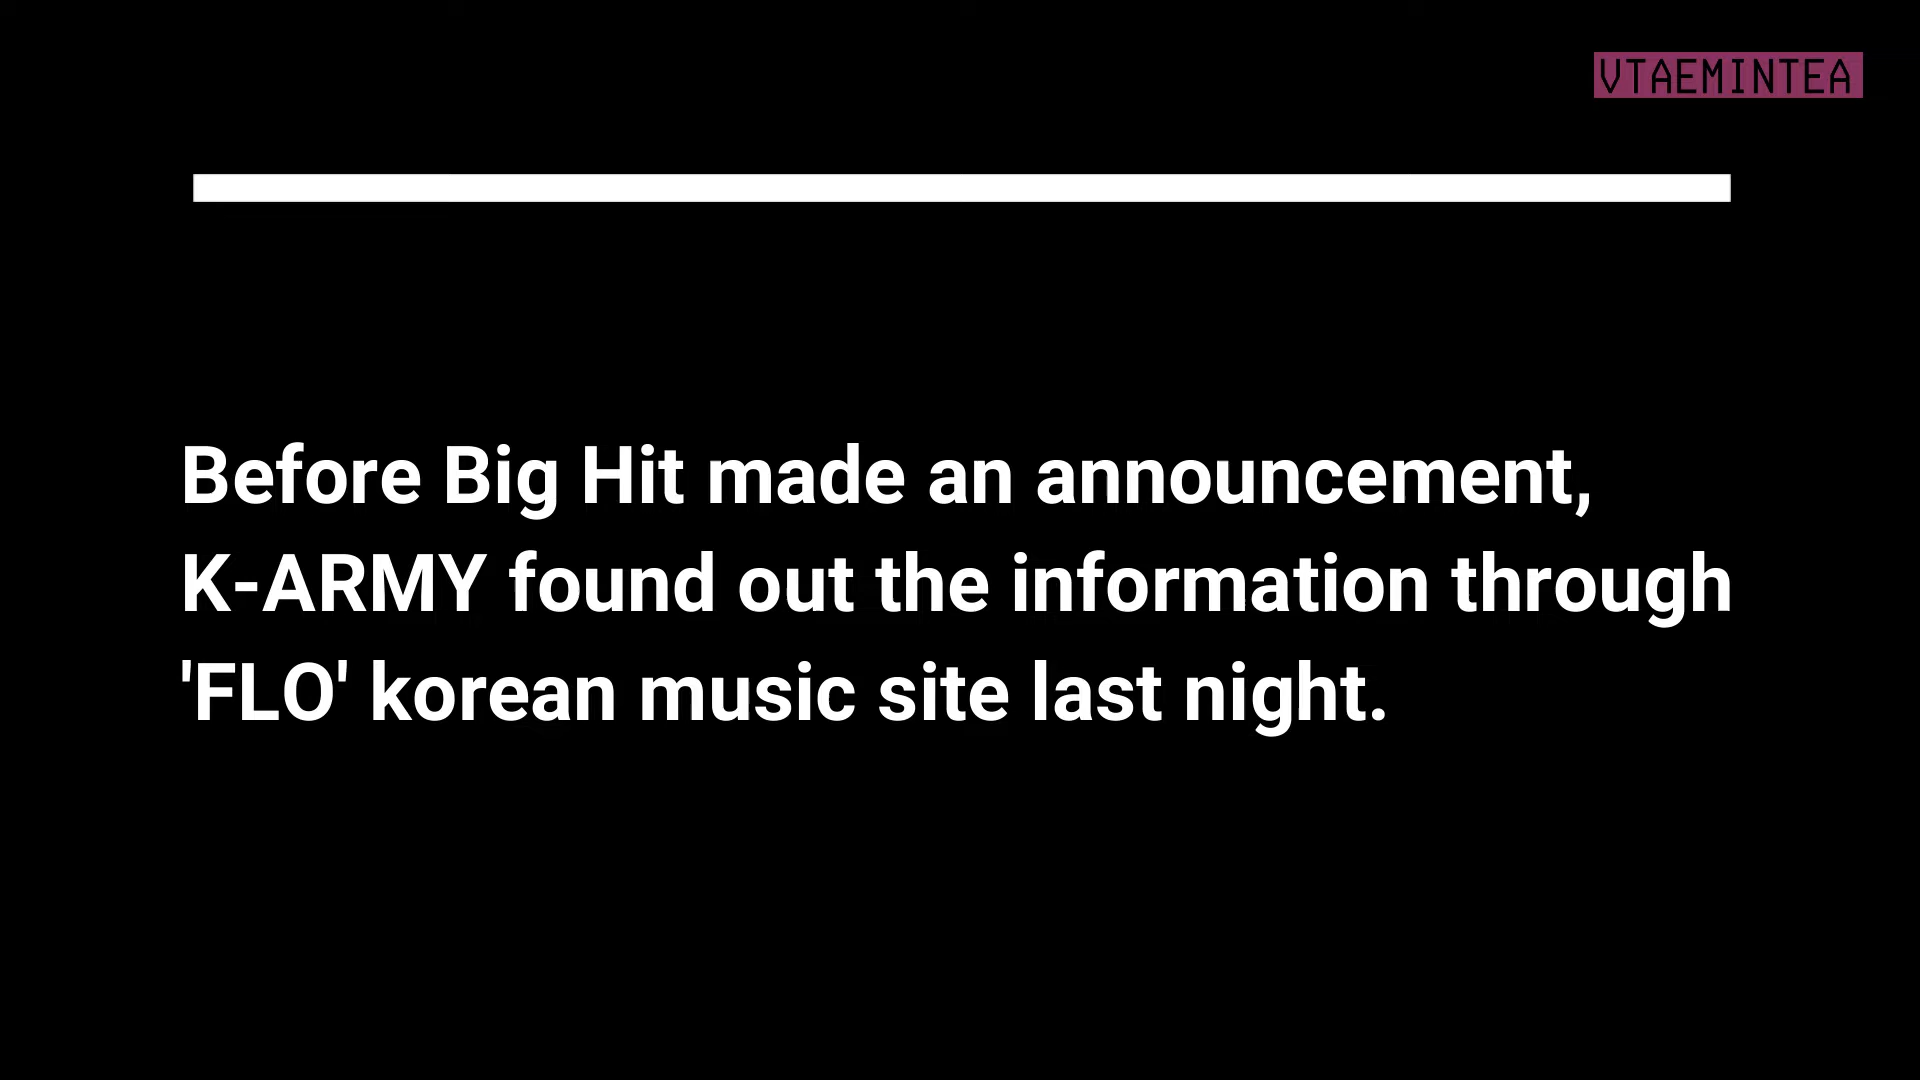 VTAEMINTEA
Before Big Hit made an announcement,
K-ARMY found out the information through
'FLO' korean music site last night.